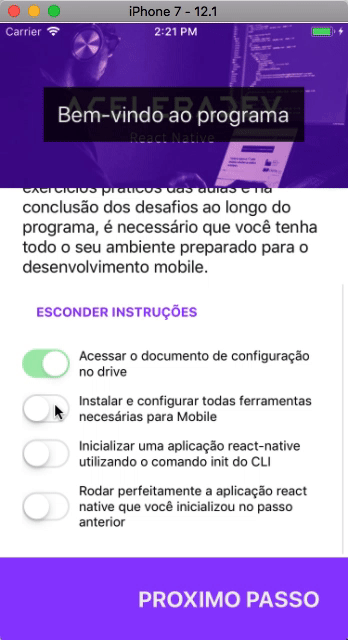 iPhone 7 - 12.1
Carrier 2:21 PM
ACELERADEV
Bem-vindo ao programa
React Native
exercícios práticos das aulas e na
conclusão dos desafios ao longo do
programa, é necessário que você tenha
todo o seu ambiente preparado para o
desenvolvimento mobile.
ESCONDER INSTRUÇÕES
Acessar o documento de configuração
no drive
Instalar e configurar todas ferramentas
necesárias para Mobile
Inicializar uma aplicação react-native
utilizando o comando init do CLI
Rodar perfeitamente a aplicação react
native que você inicializou no passo
anterior
PROXIMO PASSO